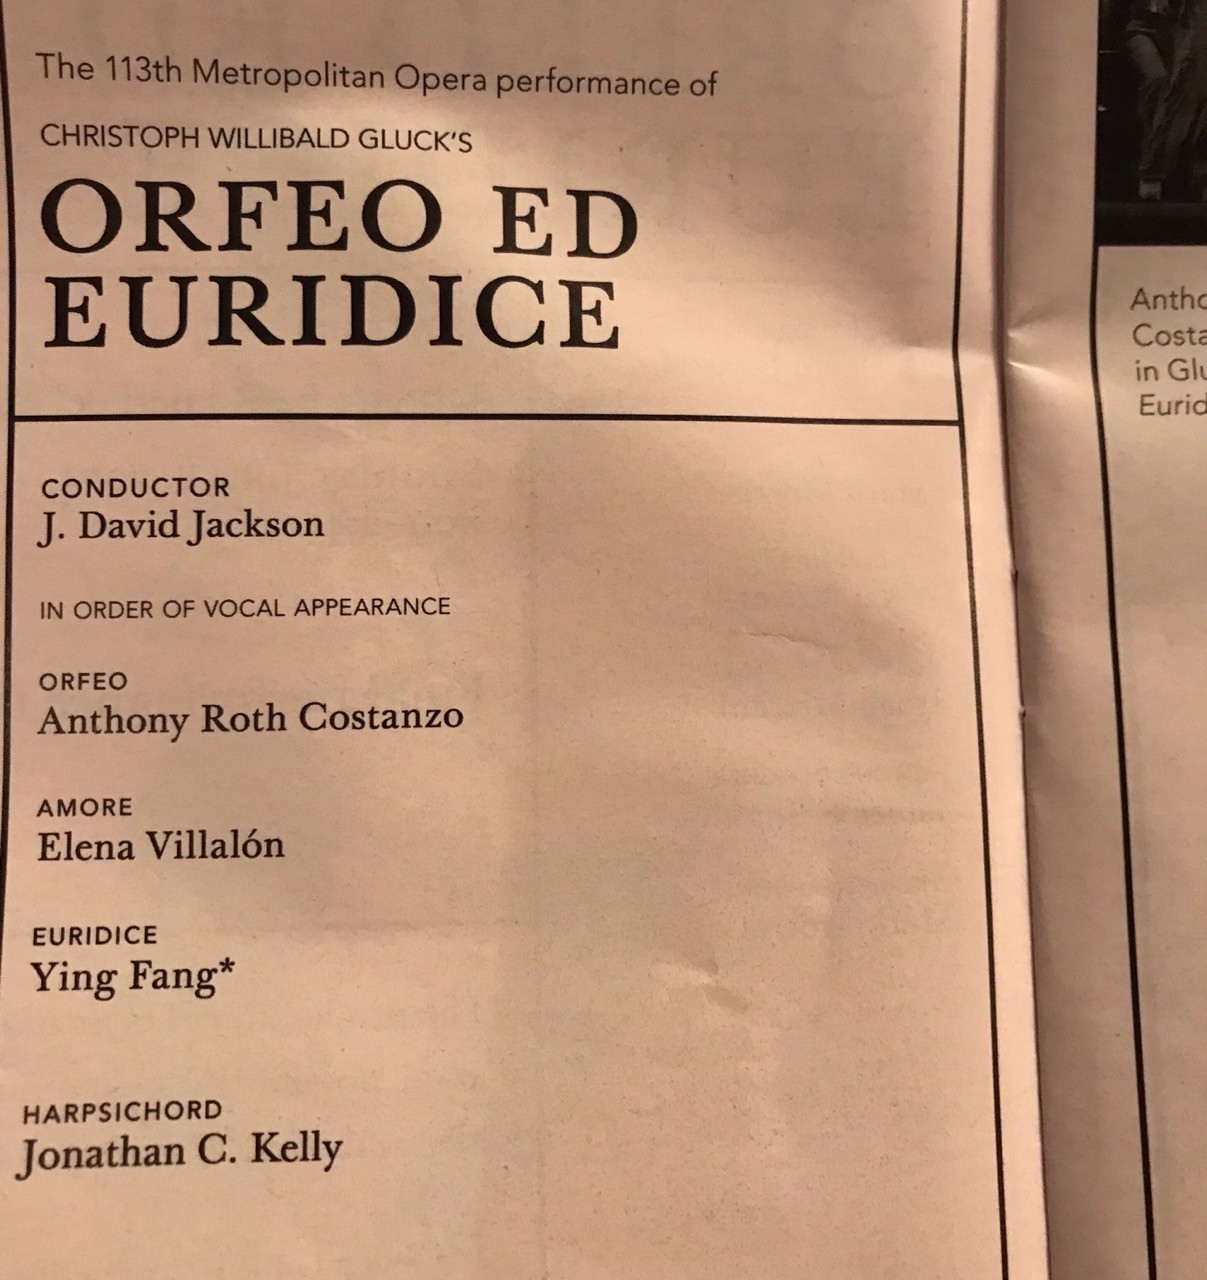 The 113th Metropolitan Opera performance of
CHRISTOPH WILLIBALD GLUCK'S
ORFEO ED
EURIDICE
CONDUCTOR
J. David Jackson
IN ORDER OF VOCAL APPEARANCE
ORFEO
Anthony Roth Costanzo
AMORE
Elena Villalón
EURIDICE
Ying Fang*
HARPSICHORD
Jonathan C. Kelly
in